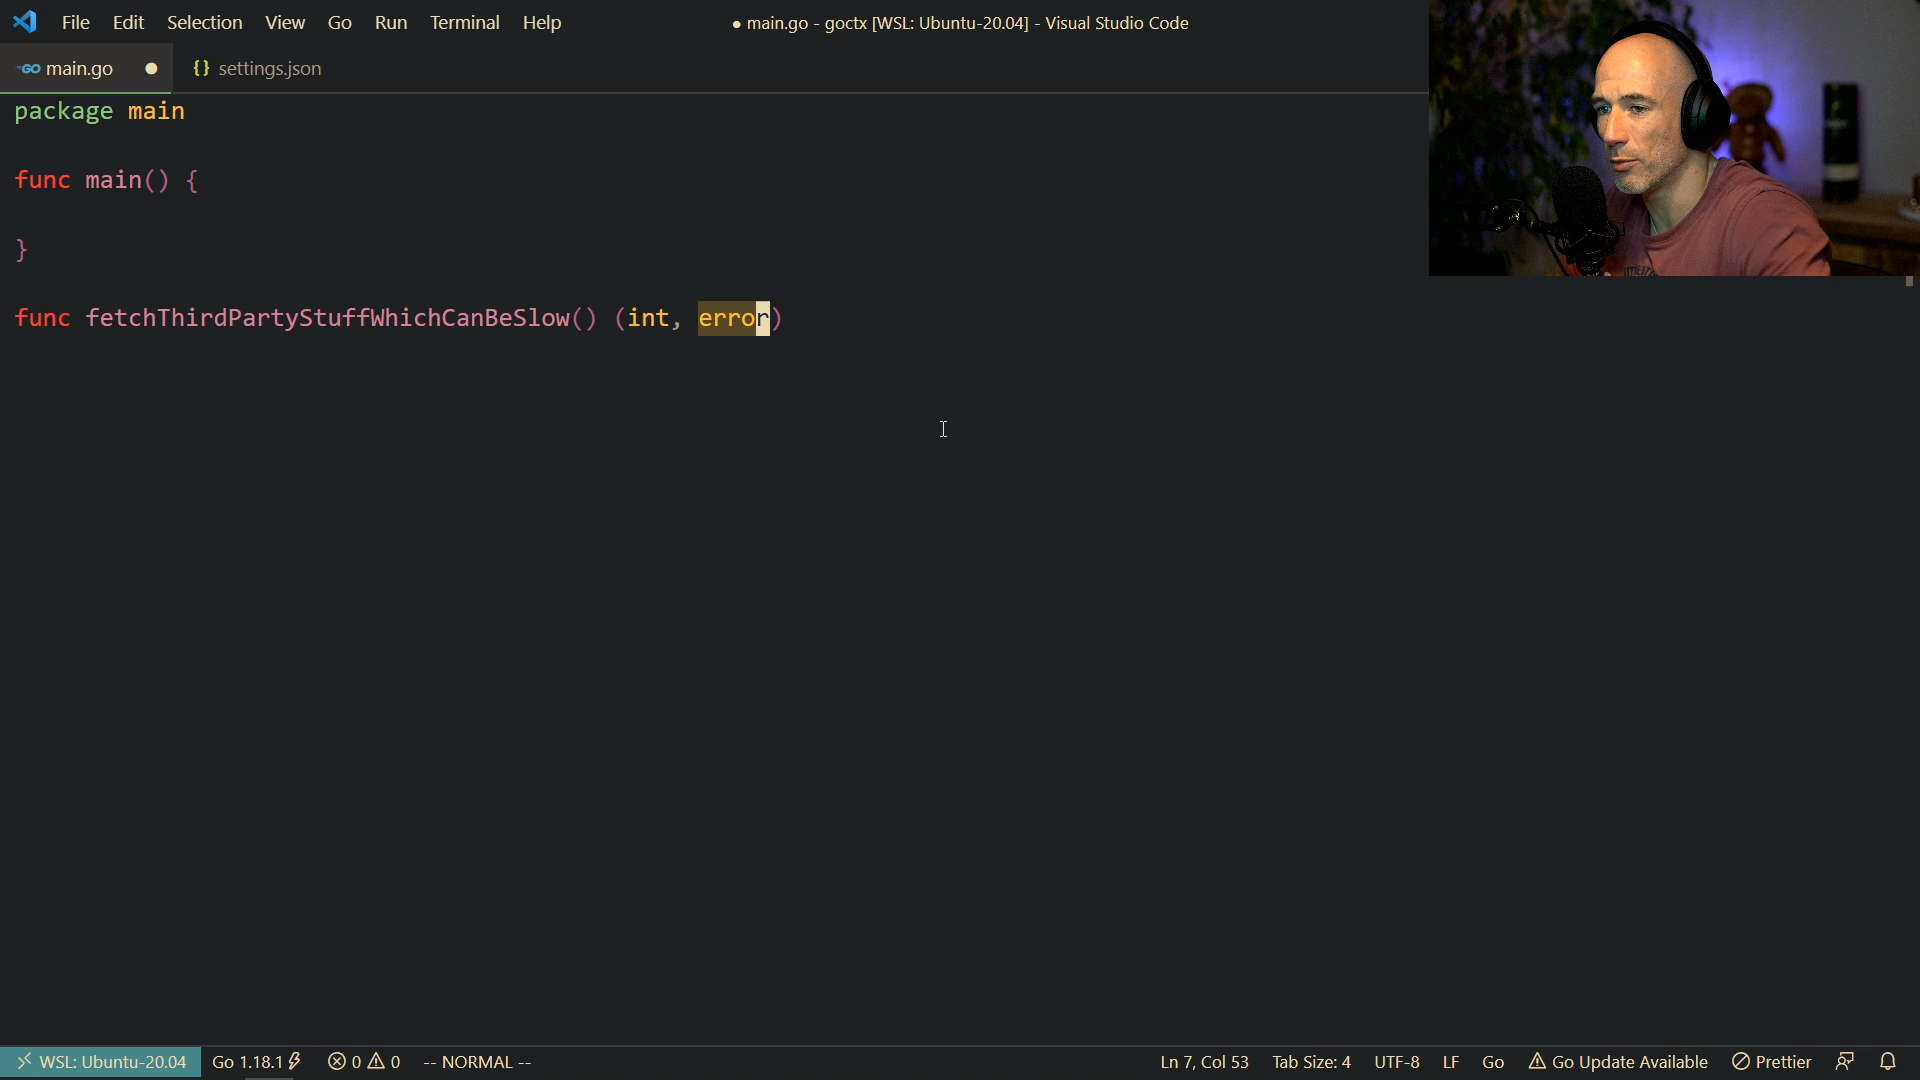 File Edit Selection View Go Run Terminal Help
● main.go - goctx [WSL: Ubuntu-20.04] - Visual Studio Code
GO main.go ● {} settings.json
package main
func main() {
}
func fetchThirdPartyStuffWhichCanBeSlow() (int, error)
WSL: Ubuntu-20.04 Go 1.18.1 0 0 -- NORMAL -- Ln 7, Col 53 Tab Size: 4 UTF-8 LF Go Go Update Available Prettier